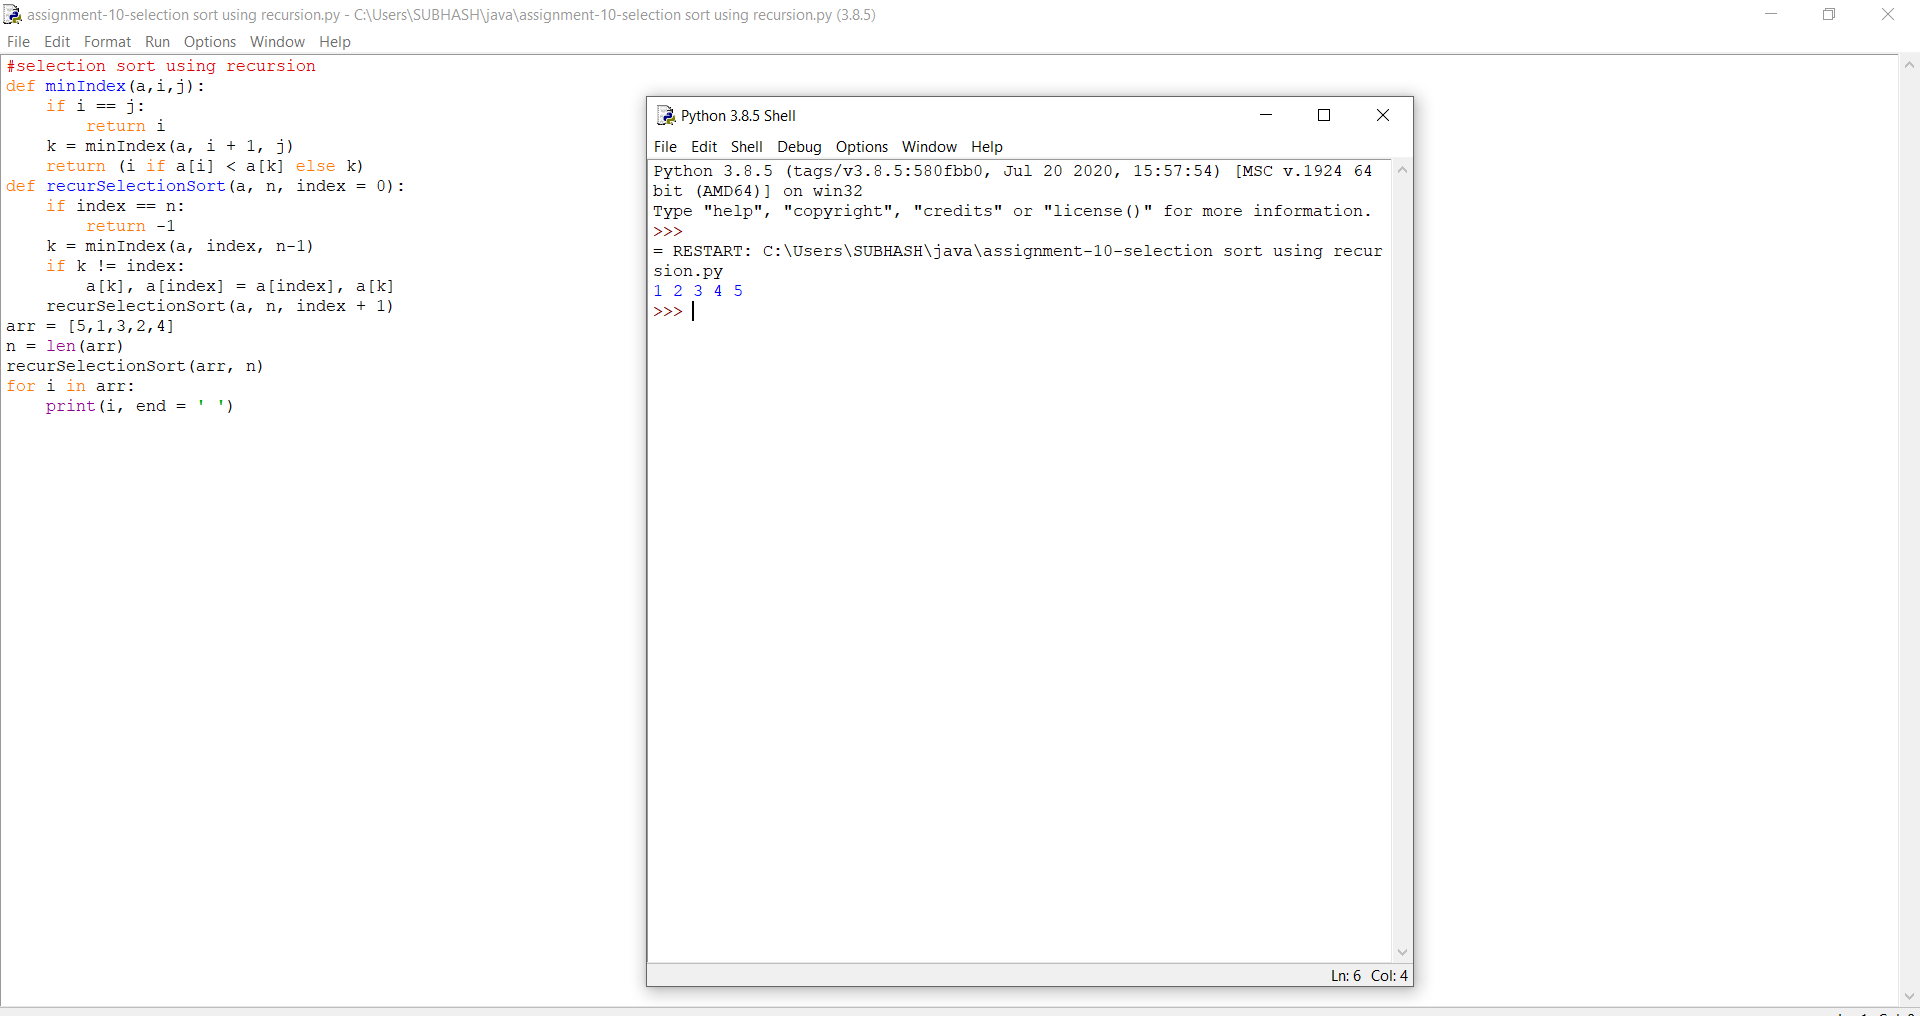 assignment-10-selection sort using recursion.py - C:\Users\SUBHASH\java\assignment-10-selection sort using recursion.py (3.8.5)
File Edit Format Run Options Window Help
#selection sort using recursion
def minIndex(a,i,j):
    if i == j:
        return i
    k = minIndex(a, i + 1, j)
    return (i if a[i] < a[k] else k)
def recurSelectionSort(a, n, index = 0):
    if index == n:
        return -1
    k = minIndex(a, index, n-1)
    if k != index:
        a[k], a[index] = a[index], a[k]
    recurSelectionSort(a, n, index + 1)
arr = [5,1,3,2,4]
n = len(arr)
recurSelectionSort(arr, n)
for i in arr:
    print(i, end = ' ')
Python 3.8.5 Shell
File Edit Shell Debug Options Window Help
Python 3.8.5 (tags/v3.8.5:580fbb0, Jul 20 2020, 15:57:54) [MSC v.1924 64
bit (AMD64)] on win32
Type "help", "copyright", "credits" or "license()" for more information.
>>>
= RESTART: C:\Users\SUBHASH\java\assignment-10-selection sort using recur
sion.py
1 2 3 4 5
>>>
Ln: 6 Col: 4